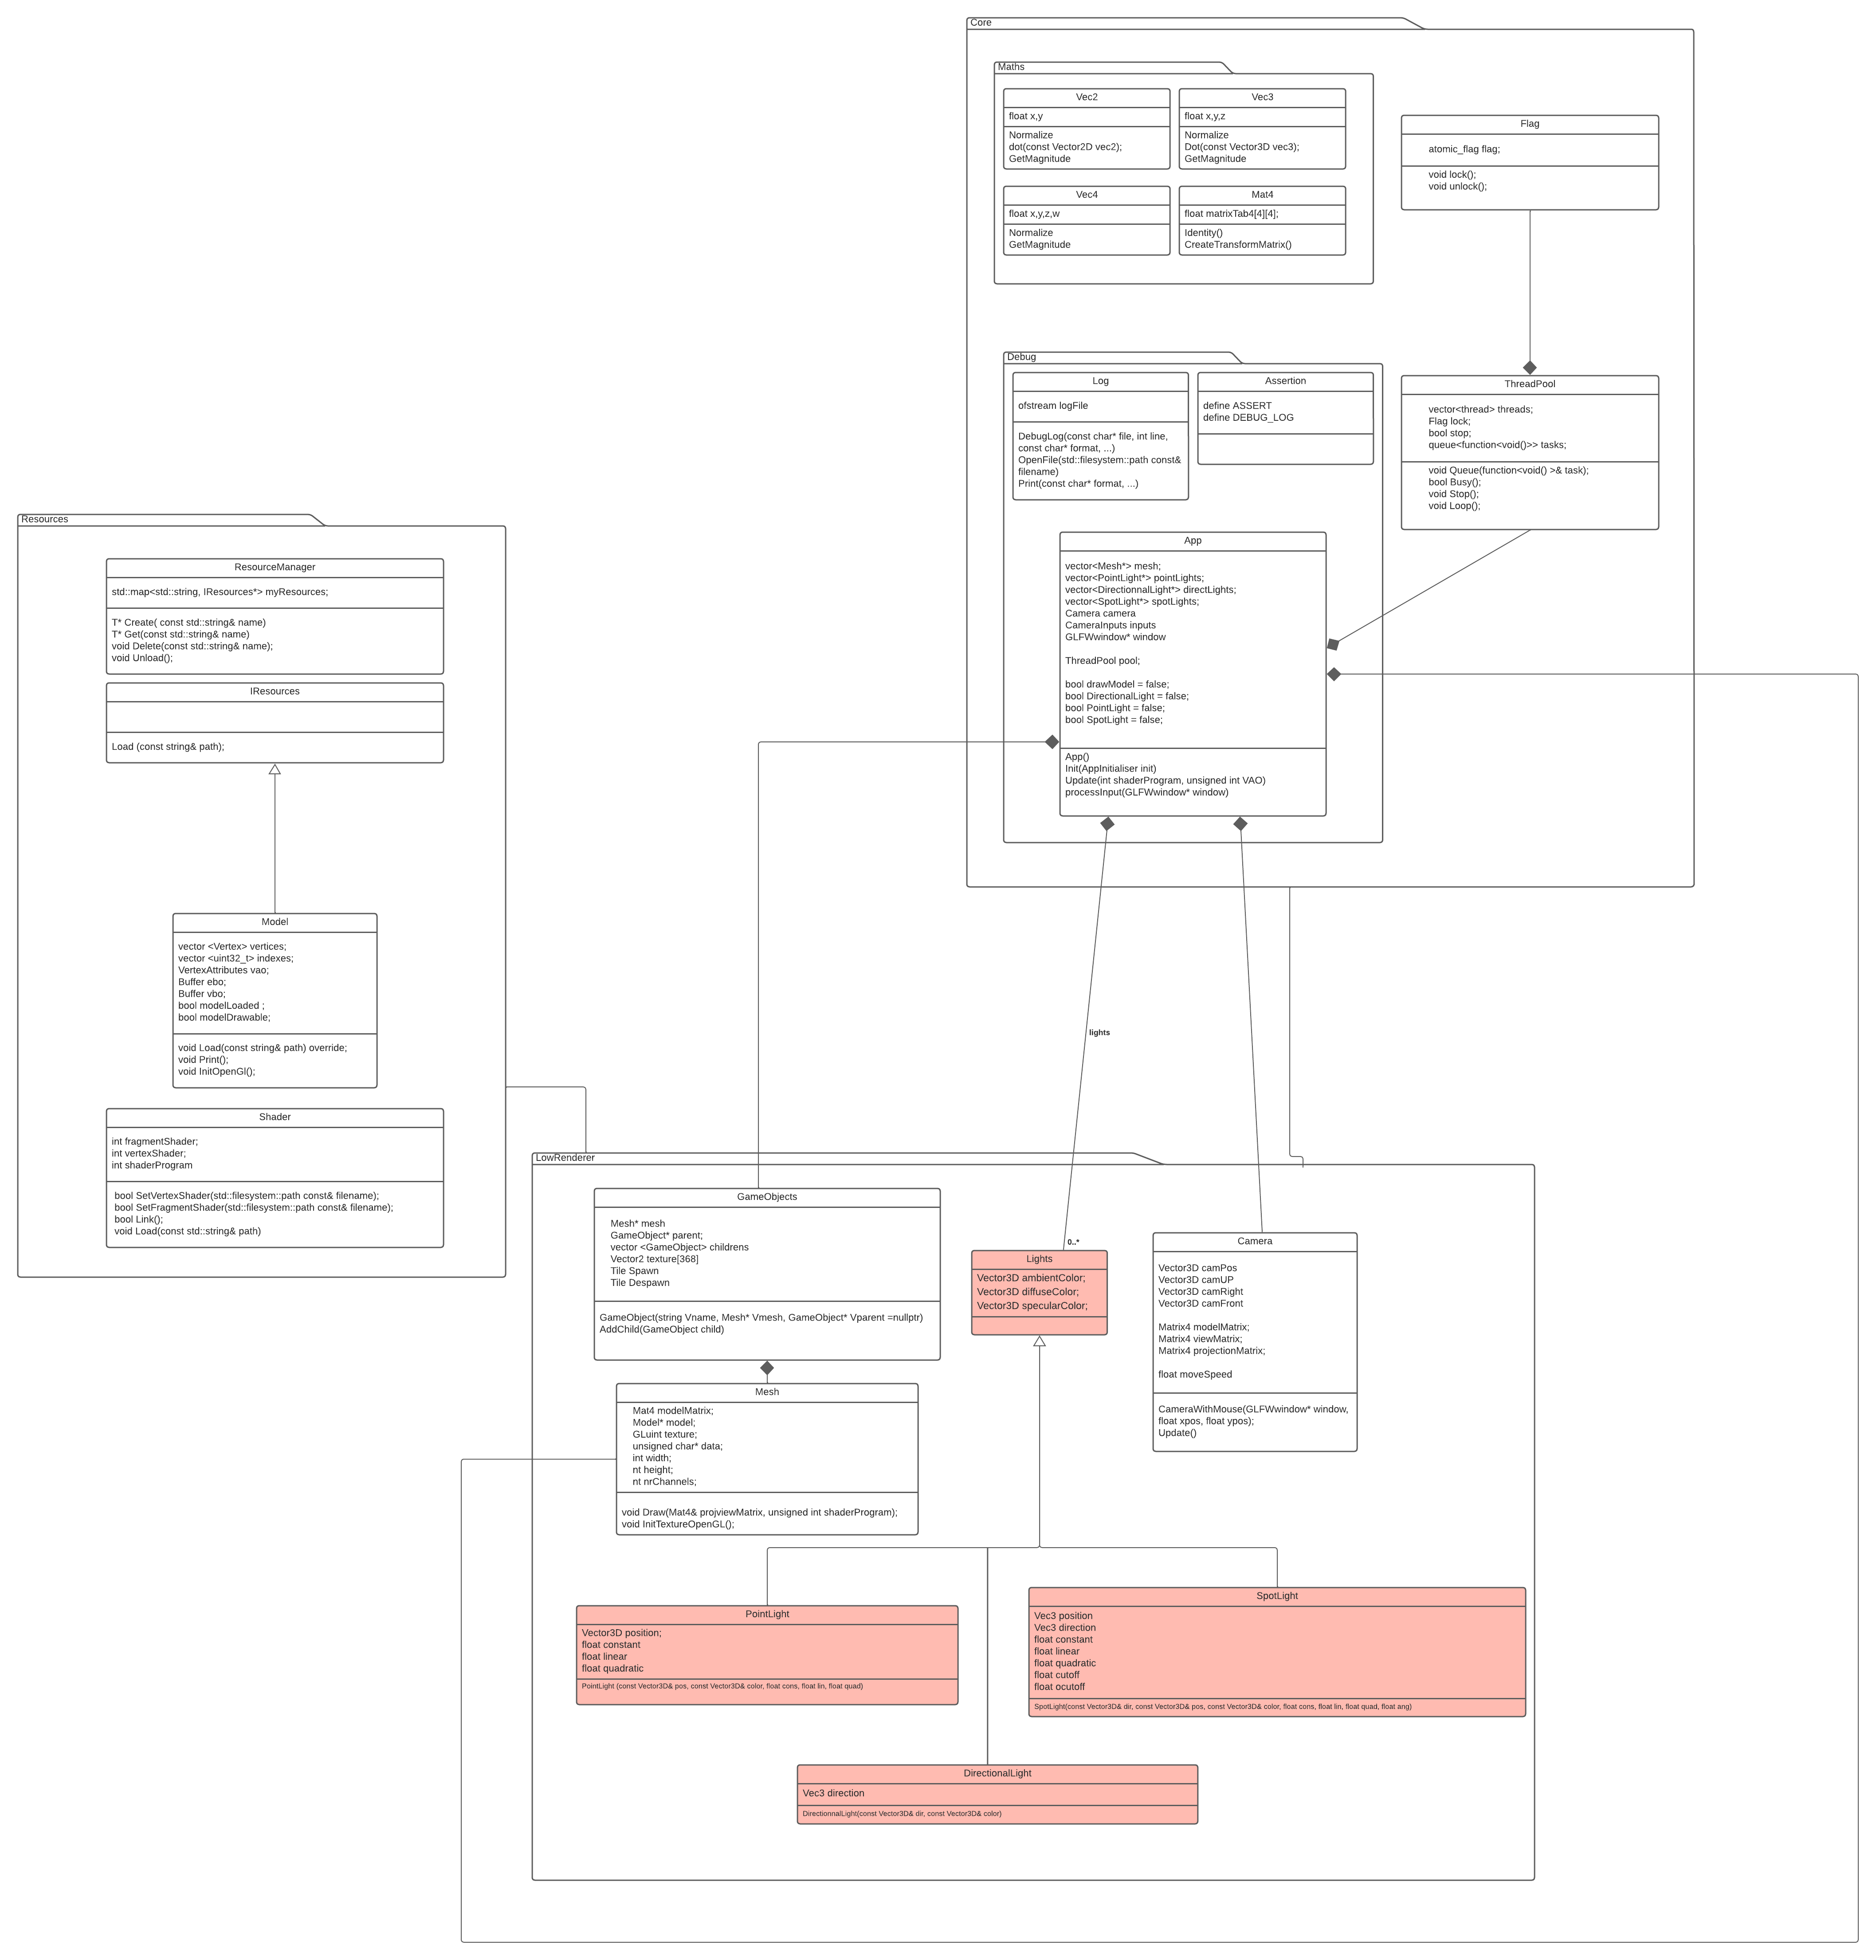 Core
Maths
Vec2
float x,y
Normalize
dot(const Vector2D vec2);
GetMagnitude
Vec3
float x,y,z
Normalize
Dot(const Vector3D vec3);
GetMagnitude
Vec4
float x,y,z,w
Normalize
GetMagnitude
Mat4
float matrixTab4[4][4];
Identity()
CreateTransformMatrix()
Flag
atomic_flag flag;
void lock();
void unlock();
Debug
Log
ofstream logFile
DebugLog(const char* file, int line,
const char* format, ...)
OpenFile(std::filesystem::path const&
filename)
Print(const char* format, ...)
Assertion
define ASSERT
define DEBUG_LOG
ThreadPool
vector<thread> threads;
Flag lock;
bool stop;
queue<function<void()>> tasks;
void Queue(function<void() >& task);
bool Busy();
void Stop();
void Loop();
App
vector<Mesh*> mesh;
vector<PointLight*> pointLights;
vector<DirectionnalLight*> directLights;
vector<SpotLight*> spotLights;
Camera camera
CameraInputs inputs
GLFWwindow* window
ThreadPool pool;
bool drawModel = false;
bool DirectionalLight = false;
bool PointLight = false;
bool SpotLight = false;
App()
Init(AppInitialiser init)
Update(int shaderProgram, unsigned int VAO)
processInput(GLFWwindow* window)
Resources
ResourceManager
std::map<std::string, IResources*> myResources;
T* Create( const std::string& name)
T* Get(const std::string& name)
void Delete(const std::string& name);
void Unload();
IResources
Load (const string& path);
Model
vector <Vertex> vertices;
vector <uint32_t> indexes;
VertexAttributes vao;
Buffer ebo;
Buffer vbo;
bool modelLoaded ;
bool modelDrawable;
void Load(const string& path) override;
void Print();
void InitOpenGl();
Shader
int fragmentShader;
int vertexShader;
int shaderProgram
bool SetVertexShader(std::filesystem::path const& filename);
bool SetFragmentShader(std::filesystem::path const& filename);
bool Link();
void Load(const std::string& path)
lights
0..*
LowRenderer
GameObjects
Mesh* mesh
GameObject* parent;
vector <GameObject> childrens
Vector2 texture[368]
Tile Spawn
Tile Despawn
GameObject(string Vname, Mesh* Vmesh, GameObject* Vparent =nullptr)
AddChild(GameObject child)
Lights
Vector3D ambientColor;
Vector3D diffuseColor;
Vector3D specularColor;
Camera
Vector3D camPos
Vector3D camUP
Vector3D camRight
Vector3D camFront
Matrix4 modelMatrix;
Matrix4 viewMatrix;
Matrix4 projectionMatrix;
float moveSpeed
CameraWithMouse(GLFWwindow* window,
float xpos, float ypos);
Update()
Mesh
Mat4 modelMatrix;
Model* model;
GLuint texture;
unsigned char* data;
int width;
nt height;
nt nrChannels;
void Draw(Mat4& projviewMatrix, unsigned int shaderProgram);
void InitTextureOpenGL();
PointLight
Vector3D position;
float constant
float linear
float quadratic
PointLight (const Vector3D& pos, const Vector3D& color, float cons, float lin, float quad)
SpotLight
Vec3 position
Vec3 direction
float constant
float linear
float quadratic
float cutoff
float ocutoff
SpotLight(const Vector3D& dir, const Vector3D& pos, const Vector3D& color, float cons, float lin, float quad, float ang)
DirectionalLight
Vec3 direction
DirectionnalLight(const Vector3D& dir, const Vector3D& color)